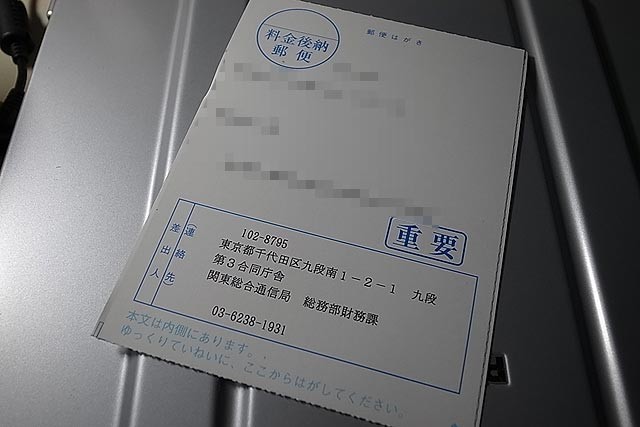 料金後納
郵便
郵便はがき
重要
差出人
(連絡先)
102-8795
東京都千代田区九段南1-2-1 九段
第3合同庁舎
関東総合通信局 総務部財務課
03-6238-1931
本文は内側にあります。
ゆっくりていねいに、ここからはがしてください。